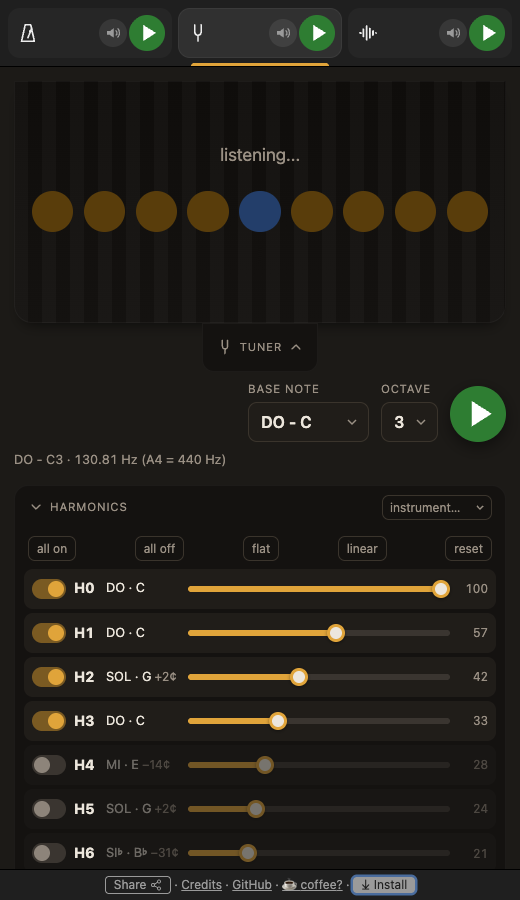 listening...
TUNER
BASE NOTE OCTAVE
DO - C 3
DO - C3 · 130.81 Hz (A4 = 440 Hz)
HARMONICS instrument...
all on all off flat linear reset
H0 DO · C 100
H1 DO · C 57
H2 SOL · G +2¢ 42
H3 DO · C 33
H4 MI · E −14¢ 28
H5 SOL · G +2¢ 24
H6 SI♭ · B♭ −31¢ 21
Share · Credits · GitHub · ☕ coffee? · Install